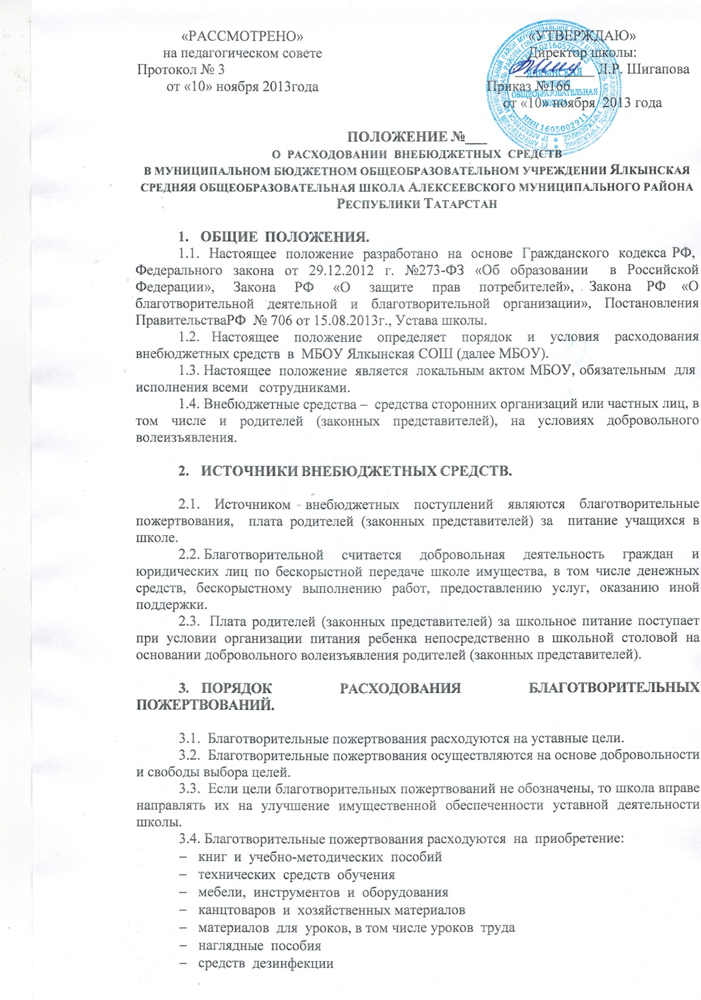 «РАССМОТРЕНО»
на педагогическом совете
Протокол № 3
от «10» ноября 2013года
«УТВЕРЖДАЮ»
Директор школы:
____________ Л.Р. Шигапова
Приказ №166
от «10» ноября 2013 года
ЯЛКЫНСКАЯ
СРЕДНЯЯ
ОБЩЕОБРАЗОВАТЕЛЬНАЯ
ШКОЛА
ИНН 1605002911
ПОЛОЖЕНИЕ №___
О РАСХОДОВАНИИ ВНЕБЮДЖЕТНЫХ СРЕДСТВ
В МУНИЦИПАЛЬНОМ БЮДЖЕТНОМ ОБЩЕОБРАЗОВАТЕЛЬНОМ УЧРЕЖДЕНИИ ЯЛКЫНСКАЯ
СРЕДНЯЯ ОБЩЕОБРАЗОВАТЕЛЬНАЯ ШКОЛА АЛЕКСЕЕВСКОГО МУНИЦИПАЛЬНОГО РАЙОНА
РЕСПУБЛИКИ ТАТАРСТАН
1. ОБЩИЕ ПОЛОЖЕНИЯ.
1.1. Настоящее положение разработано на основе Гражданского кодекса РФ,
Федерального закона от 29.12.2012 г. №273-ФЗ «Об образовании в Российской
Федерации», Закона РФ «О защите прав потребителей», Закона РФ «О
благотворительной деятельной и благотворительной организации», Постановления
ПравительстваРФ № 706 от 15.08.2013г., Устава школы.
1.2. Настоящее положение определяет порядок и условия расходования
внебюджетных средств в МБОУ Ялкынская СОШ (далее МБОУ).
1.3. Настоящее положение является локальным актом МБОУ, обязательным для
исполнения всеми сотрудниками.
1.4. Внебюджетные средства – средства сторонних организаций или частных лиц, в
том числе и родителей (законных представителей), на условиях добровольного
волеизъявления.
2. ИСТОЧНИКИ ВНЕБЮДЖЕТНЫХ СРЕДСТВ.
2.1. Источником внебюджетных поступлений являются благотворительные
пожертвования, плата родителей (законных представителей) за питание учащихся в
школе.
2.2. Благотворительной считается добровольная деятельность граждан и
юридических лиц по бескорыстной передаче школе имущества, в том числе денежных
средств, бескорыстному выполнению работ, предоставлению услуг, оказанию иной
поддержки.
2.3. Плата родителей (законных представителей) за школьное питание поступает
при условии организации питания ребенка непосредственно в школьной столовой на
основании добровольного волеизъявления родителей (законных представителей).
3. ПОРЯДОК РАСХОДОВАНИЯ БЛАГОТВОРИТЕЛЬНЫХ
ПОЖЕРТВОВАНИЙ.
3.1. Благотворительные пожертвования расходуются на уставные цели.
3.2. Благотворительные пожертвования осуществляются на основе добровольности
и свободы выбора целей.
3.3. Если цели благотворительных пожертвований не обозначены, то школа вправе
направлять их на улучшение имущественной обеспеченности уставной деятельности
школы.
3.4. Благотворительные пожертвования расходуются на приобретение:
– книг и учебно-методических пособий
– технических средств обучения
– мебели, инструментов и оборудования
– канцтоваров и хозяйственных материалов
– материалов для уроков, в том числе уроков труда
– наглядные пособия
– средств дезинфекции